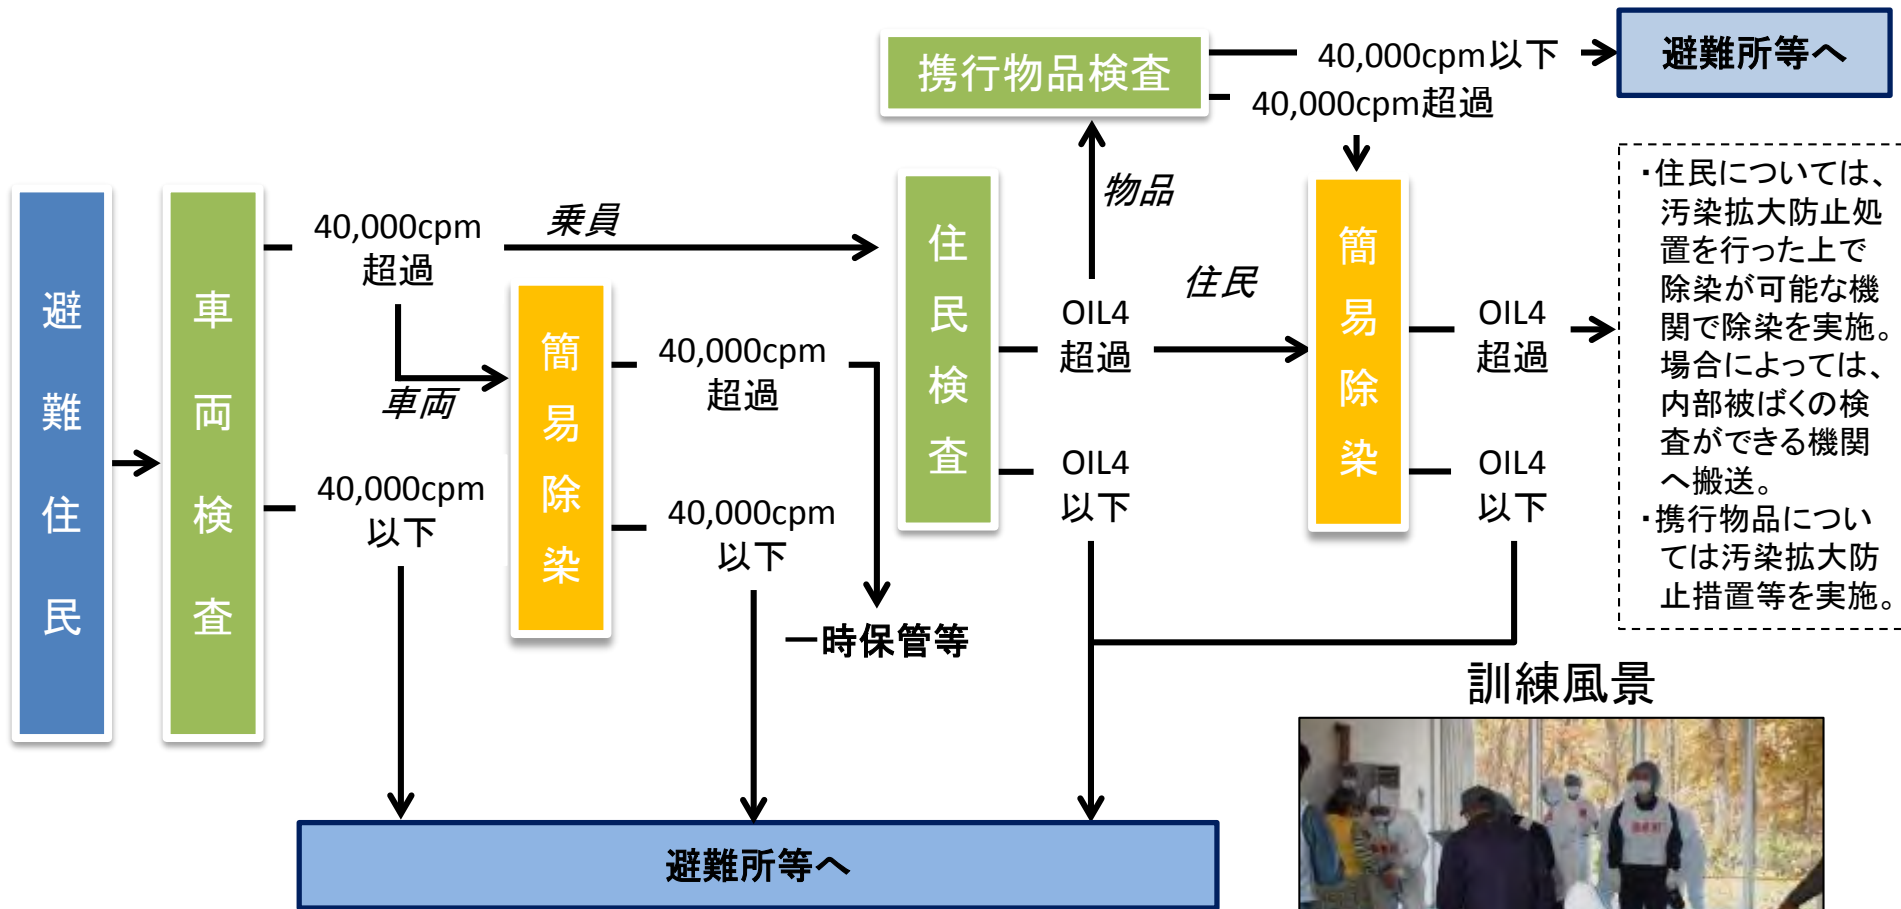 避難住民
車両検査
40,000cpm
超過
乗員
車両
40,000cpm
以下
簡易除染
40,000cpm
超過
40,000cpm
以下
一時保管等
住民検査
物品
OIL4
超過
住民
OIL4
以下
携行物品検査
40,000cpm以下
40,000cpm超過
避難所等へ
簡易除染
OIL4
超過
OIL4
以下
・住民については、
汚染拡大防止処
置を行った上で
除染が可能な機
関で除染を実施。
場合によっては、
内部被ばくの検
査ができる機関
へ搬送。
・携行物品につい
ては汚染拡大防
止措置等を実施。
避難所等へ
訓練風景